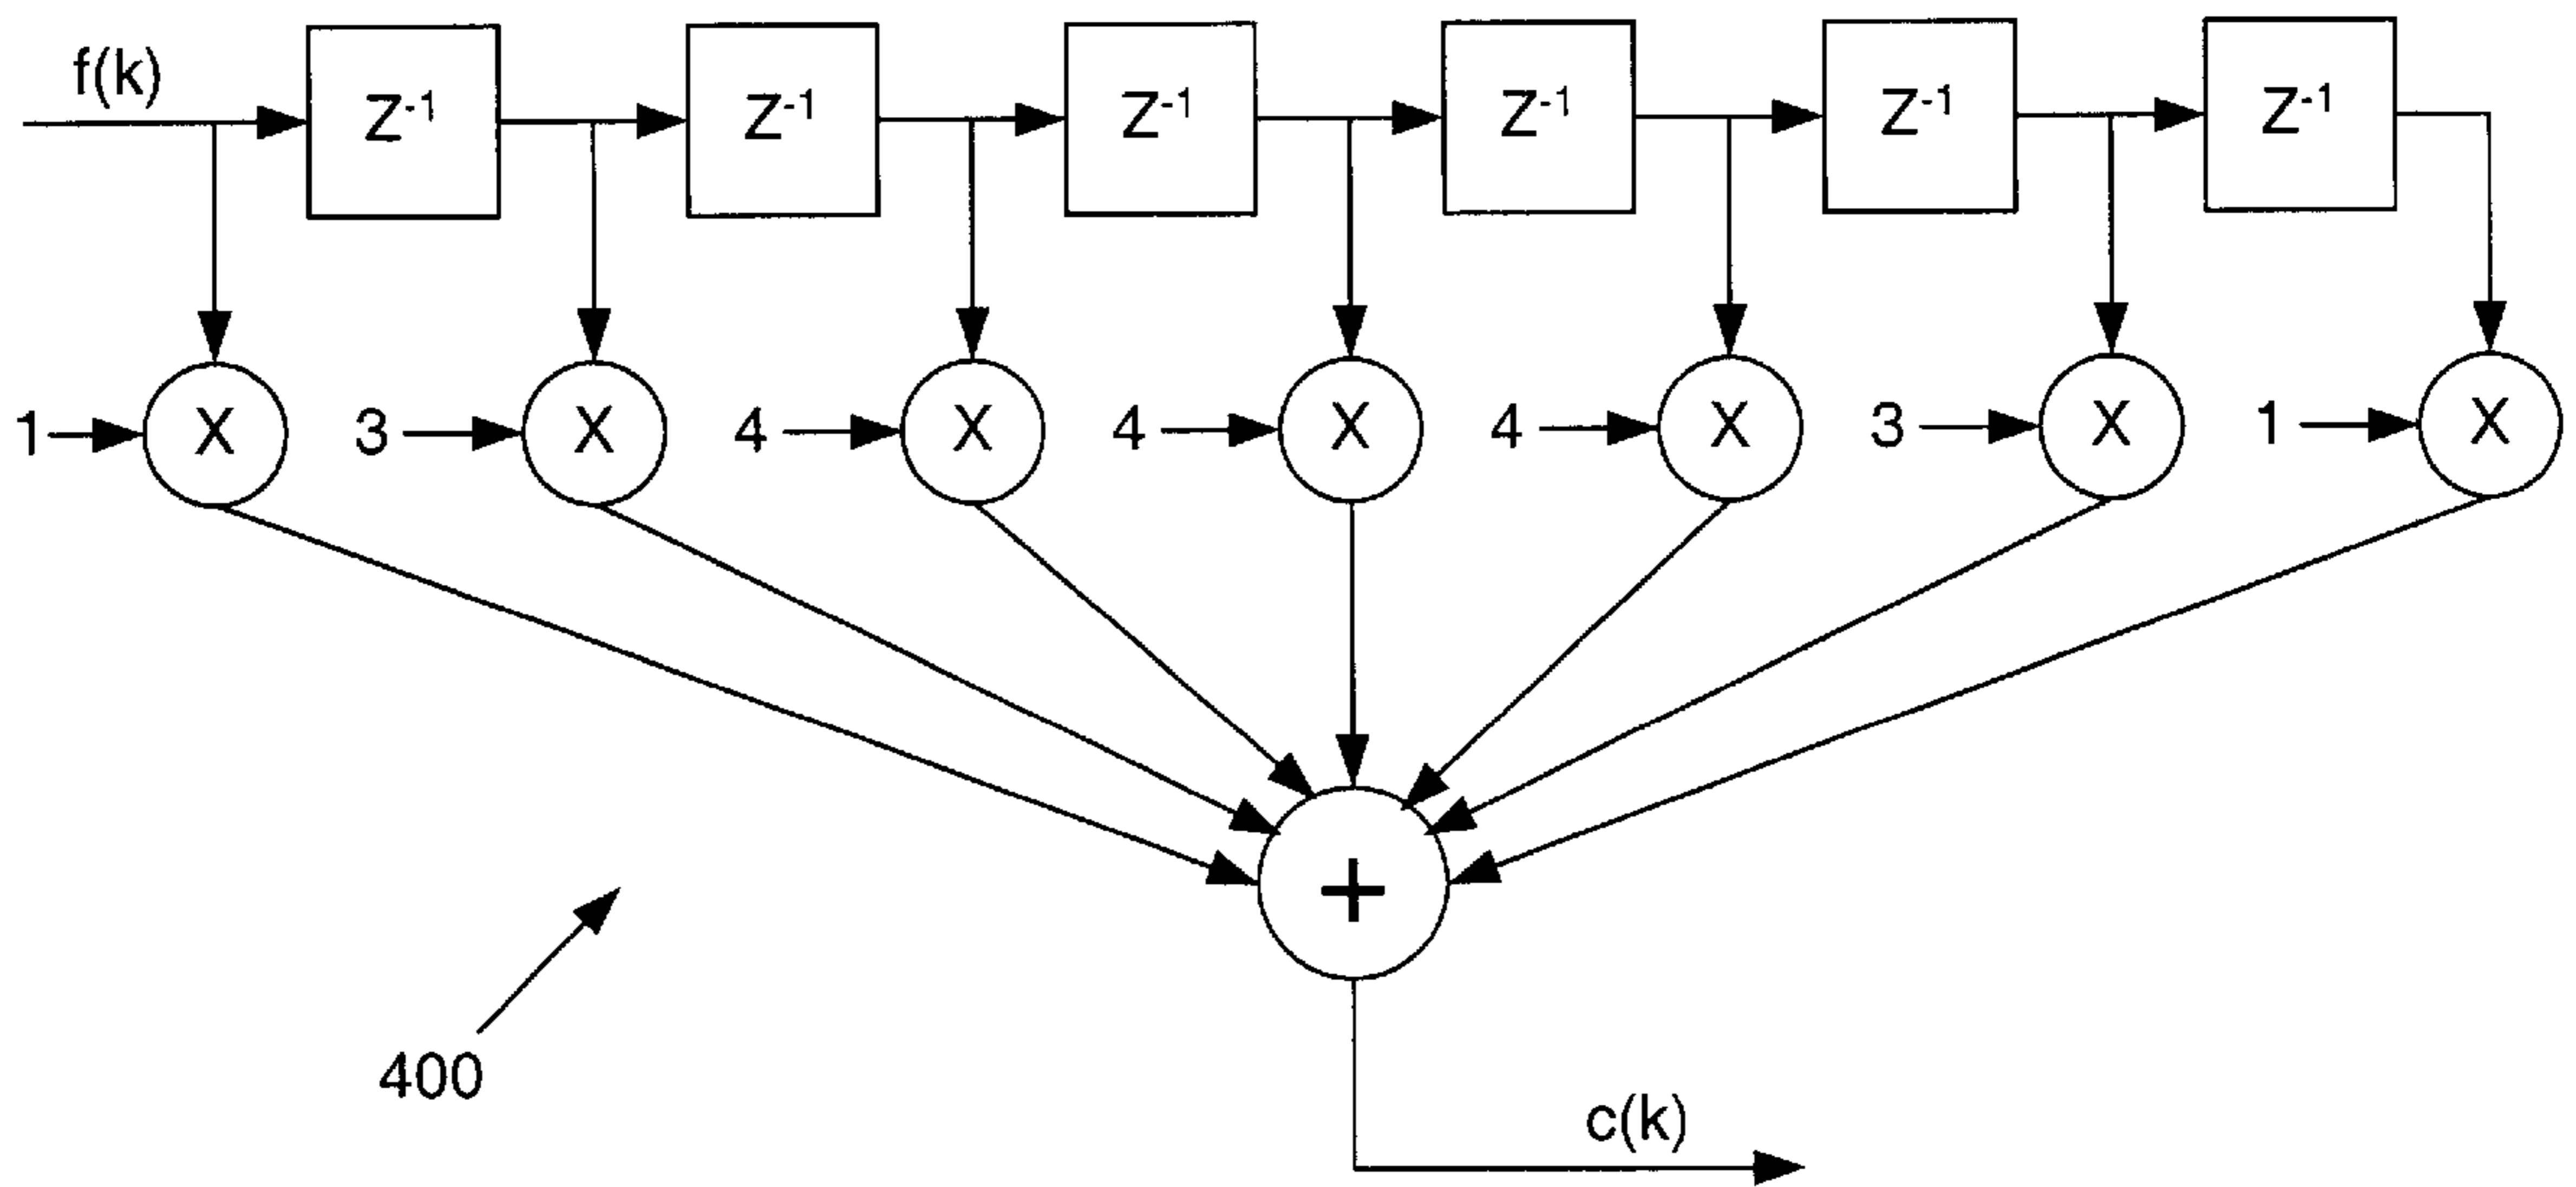 f(k)
Z-1 Z-1 Z-1 Z-1 Z-1 Z-1
1 X 3 X 4 X 4 X 4 X 3 X 1 X
+
400
c(k)